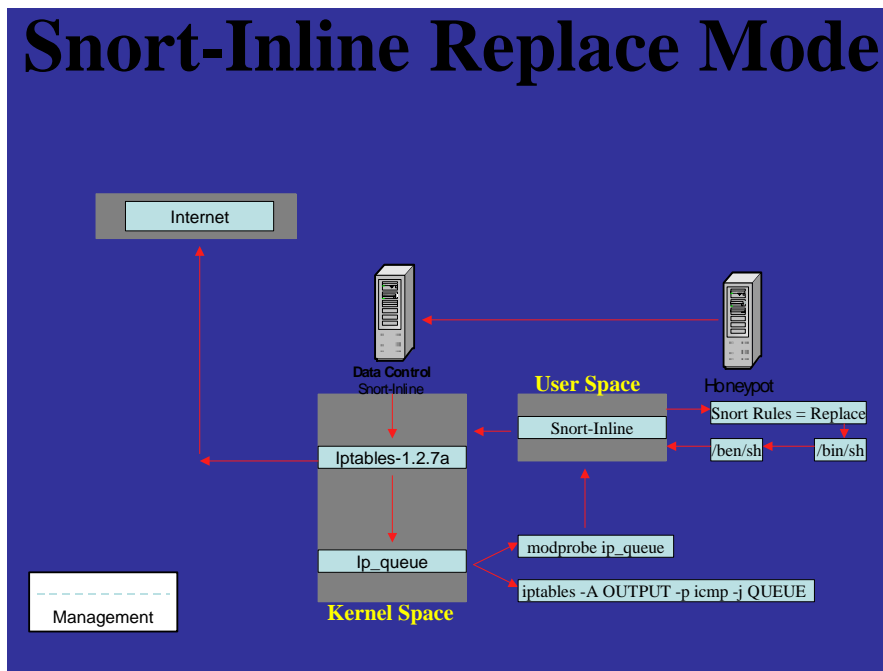 Snort-Inline Replace Mode
Internet
Data Control
Snort-Inline
Honeypot
User Space
Snort Rules = Replace
Snort-Inline
/ben/sh
/bin/sh
Iptables-1.2.7a
Ip_queue
modprobe ip_queue
iptables -A OUTPUT -p icmp -j QUEUE
Kernel Space
Management